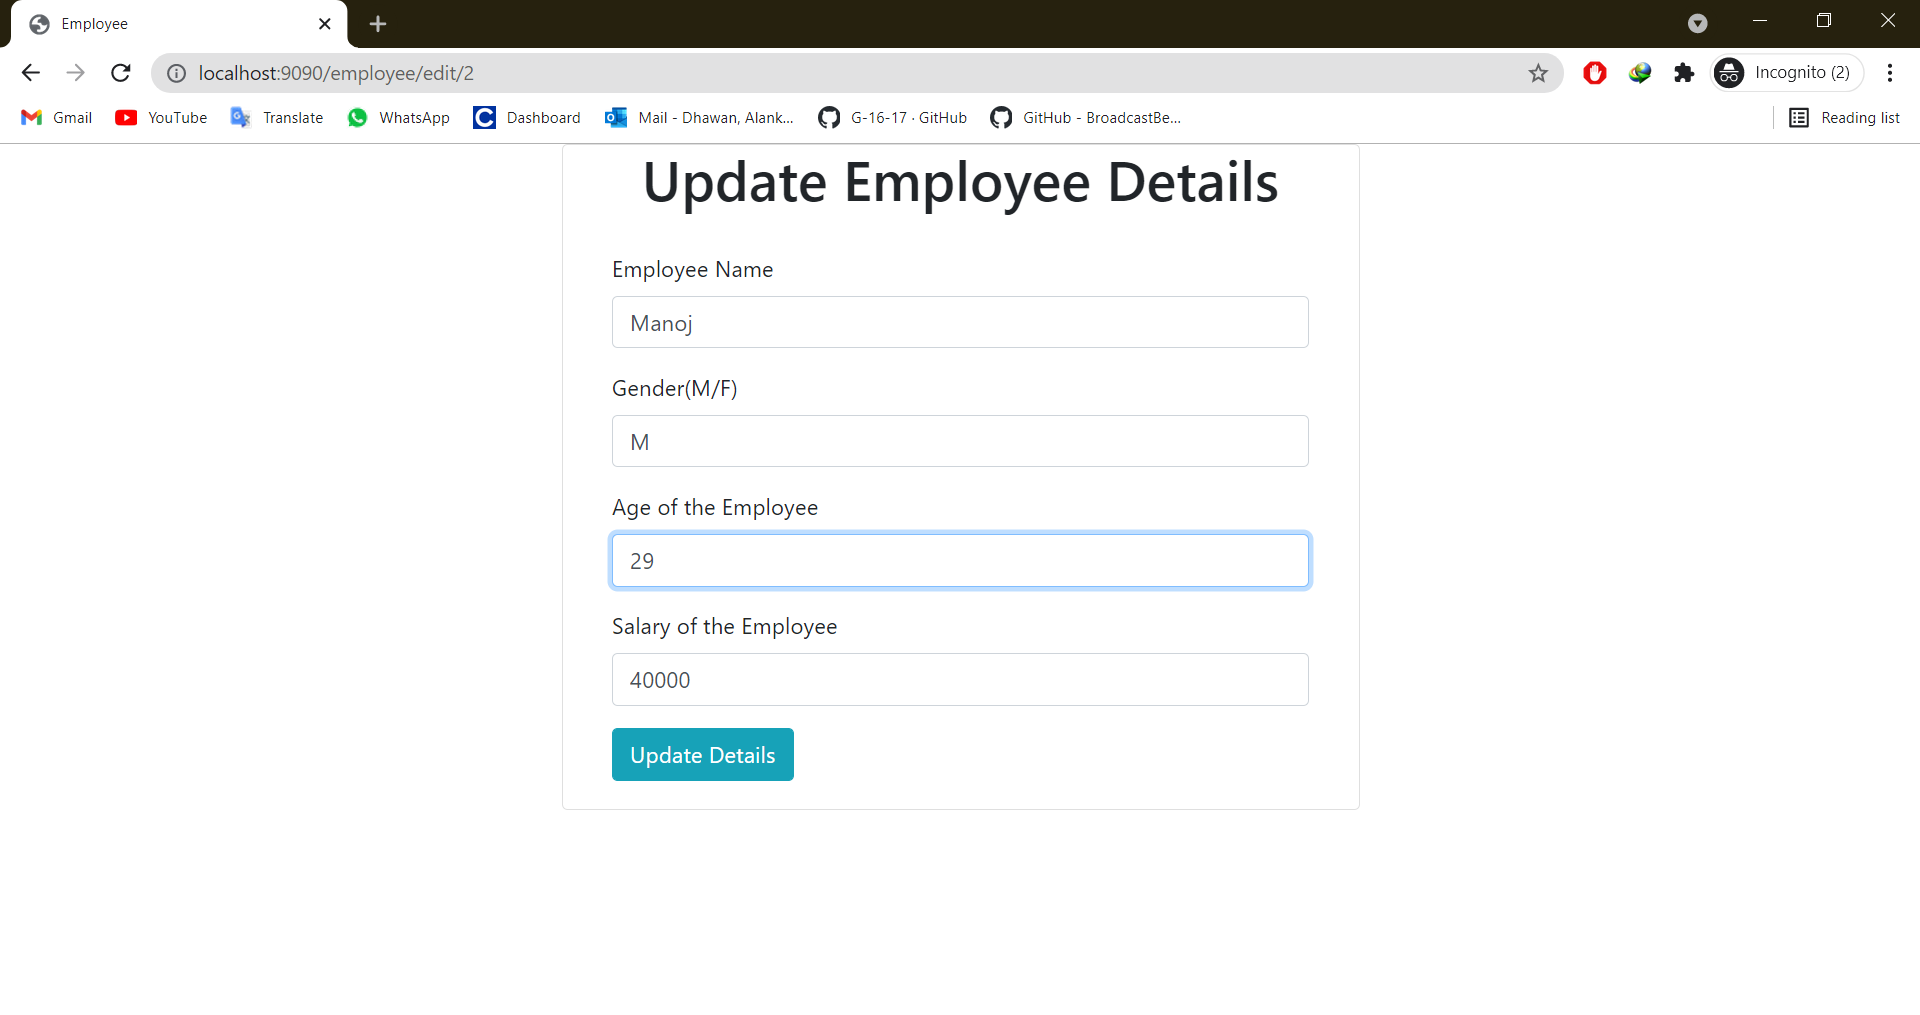 Employee
localhost:9090/employee/edit/2
Incognito (2)
Gmail YouTube Translate WhatsApp Dashboard Mail - Dhawan, Alank... G-16-17 · GitHub GitHub - BroadcastBe... Reading list
Update Employee Details
Employee Name
Manoj
Gender(M/F)
M
Age of the Employee
29
Salary of the Employee
40000
Update Details